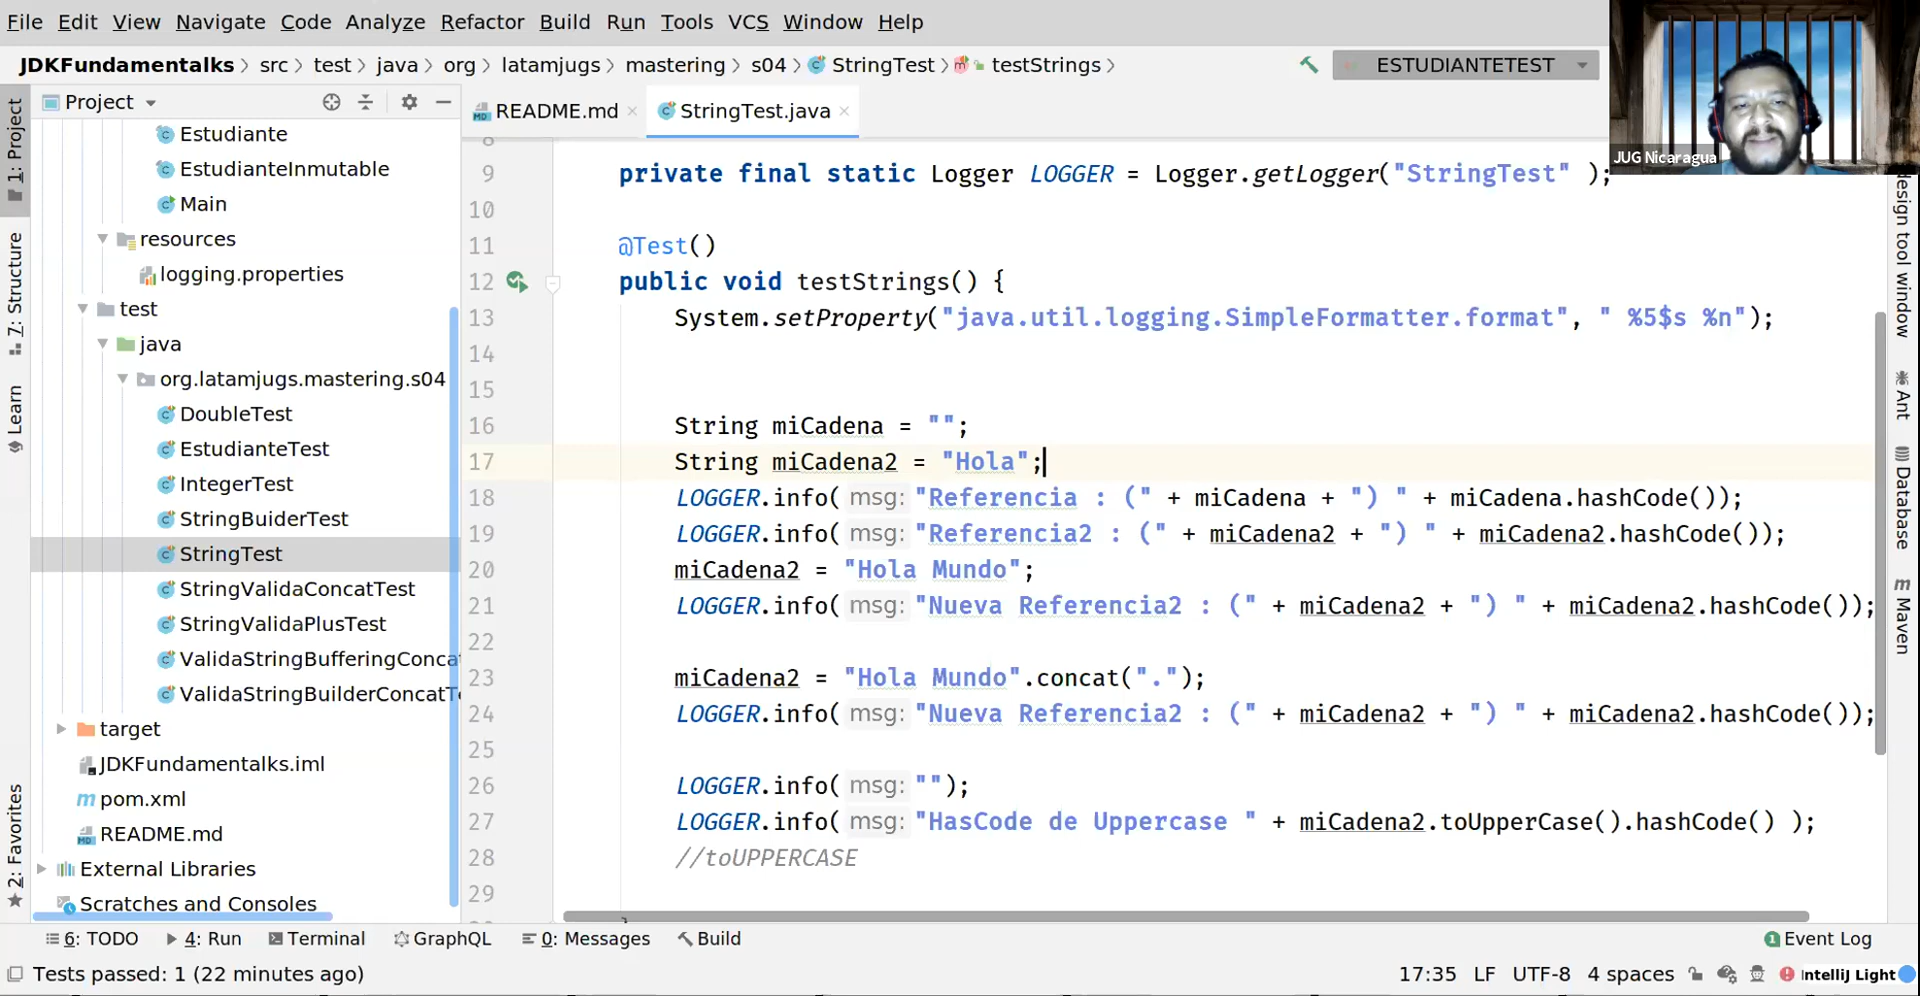 File Edit View Navigate Code Analyze Refactor Build Run Tools VCS Window Help
JDKFundamentalks src test java org latamjugs mastering s04 StringTest testStrings ESTUDIANTETEST
JUG Nicaragua
1: Project
7: Structure
Learn
2: Favorites
Project
Estudiante
EstudianteInmutable
Main
resources
logging.properties
test
java
org.latamjugs.mastering.s04
DoubleTest
EstudianteTest
IntegerTest
StringBuiderTest
StringTest
StringValidaConcatTest
StringValidaPlusTest
ValidaStringBufferingConca
ValidaStringBuilderConcatTe
target
JDKFundamentalks.iml
pom.xml
README.md
External Libraries
Scratches and Consoles
README.md StringTest.java
9 private final static Logger LOGGER = Logger.getLogger("StringTest" );
10
11 @Test()
12 public void testStrings() {
13 System.setProperty("java.util.logging.SimpleFormatter.format", " %5$s %n");
14
15
16 String miCadena = "";
17 String miCadena2 = "Hola";
18 LOGGER.info( msg: "Referencia : (" + miCadena + ") " + miCadena.hashCode());
19 LOGGER.info( msg: "Referencia2 : (" + miCadena2 + ") " + miCadena2.hashCode());
20 miCadena2 = "Hola Mundo";
21 LOGGER.info( msg: "Nueva Referencia2 : (" + miCadena2 + ") " + miCadena2.hashCode());
22
23 miCadena2 = "Hola Mundo".concat(".");
24 LOGGER.info( msg: "Nueva Referencia2 : (" + miCadena2 + ") " + miCadena2.hashCode());
25
26 LOGGER.info( msg: "");
27 LOGGER.info( msg: "HasCode de Uppercase " + miCadena2.toUpperCase().hashCode() );
28 //toUPPERCASE
29
design tool window
Ant
Database
Maven
6: TODO 4: Run Terminal GraphQL 0: Messages Build 1 Event Log
Tests passed: 1 (22 minutes ago) 17:35 LF UTF-8 4 spaces IntelliJ Light